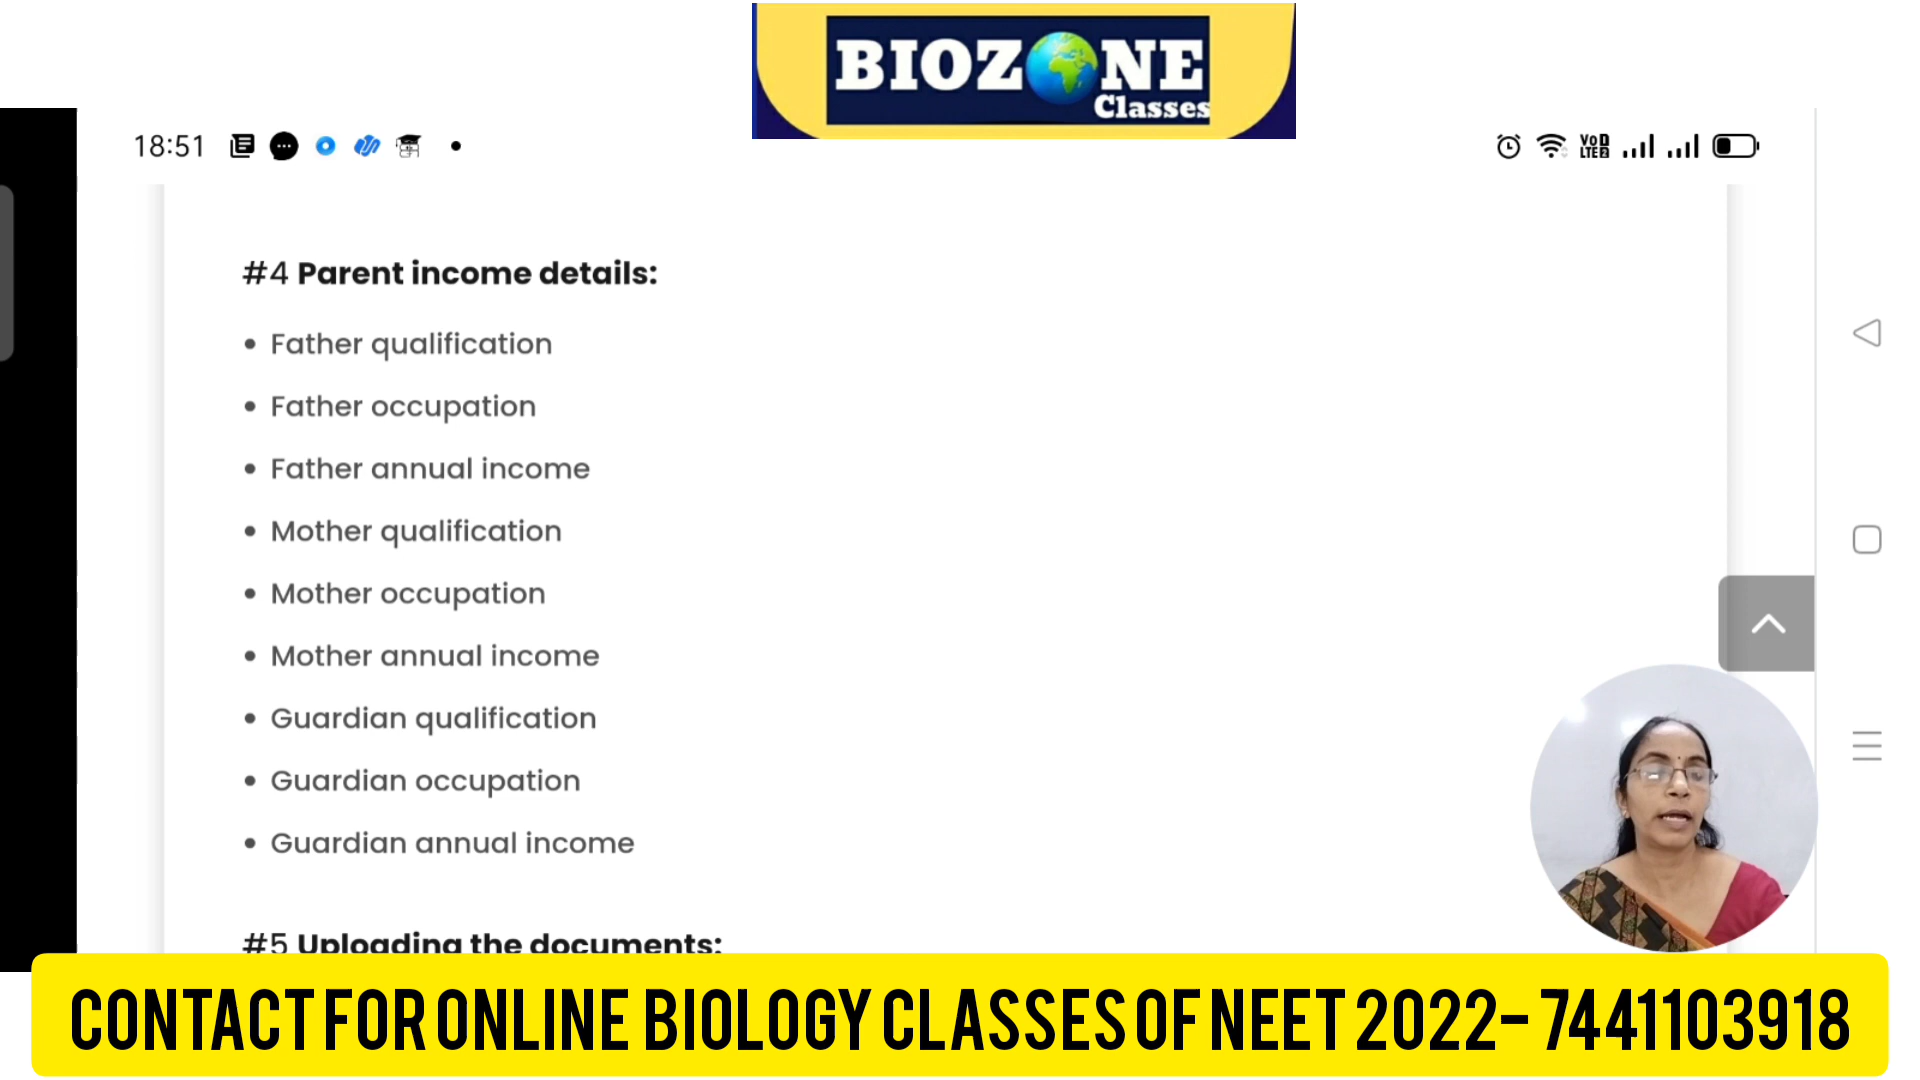 BIOZONE
Classes
18:51
VoD
LTE2
#4 Parent income details:
• Father qualification
• Father occupation
• Father annual income
• Mother qualification
• Mother occupation
• Mother annual income
• Guardian qualification
• Guardian occupation
• Guardian annual income
#5 Uploading the documents:
CONTACT FOR ONLINE BIOLOGY CLASSES OF NEET 2022- 7441103918